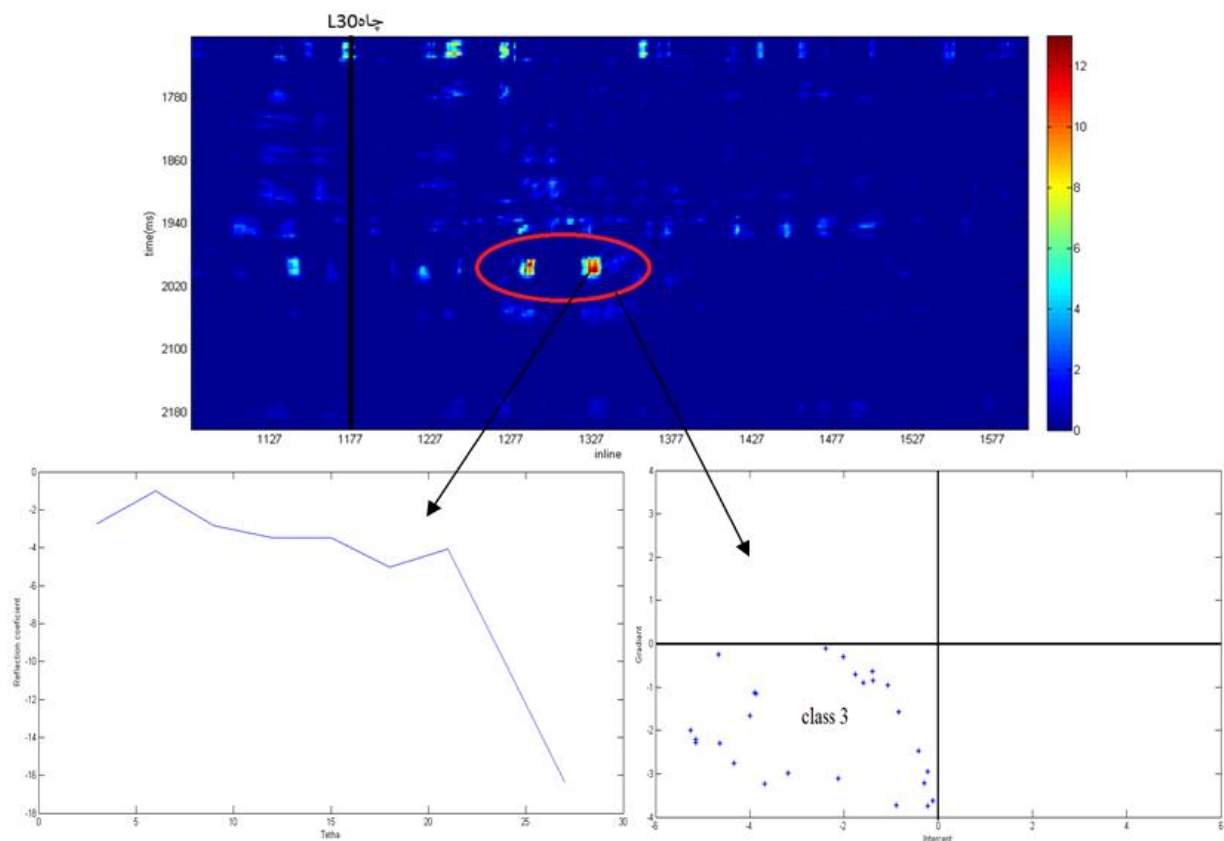 چاهL30
1780
1860
1940
2020
2100
2180
time(ms)
1127 1177 1227 1277 1327 1377 1427 1477 1527 1577
inline
12
10
8
6
4
2
0
0
-2
-4
-6
-8
-10
-12
-14
-16
-18
Reflection coeficient
0 5 10 15 20 25 30
Tetha
4
3
2
1
0
-1
-2
-3
-4
Gradient
class 3
-6 -4 -2 0 2 4 6
Intercept